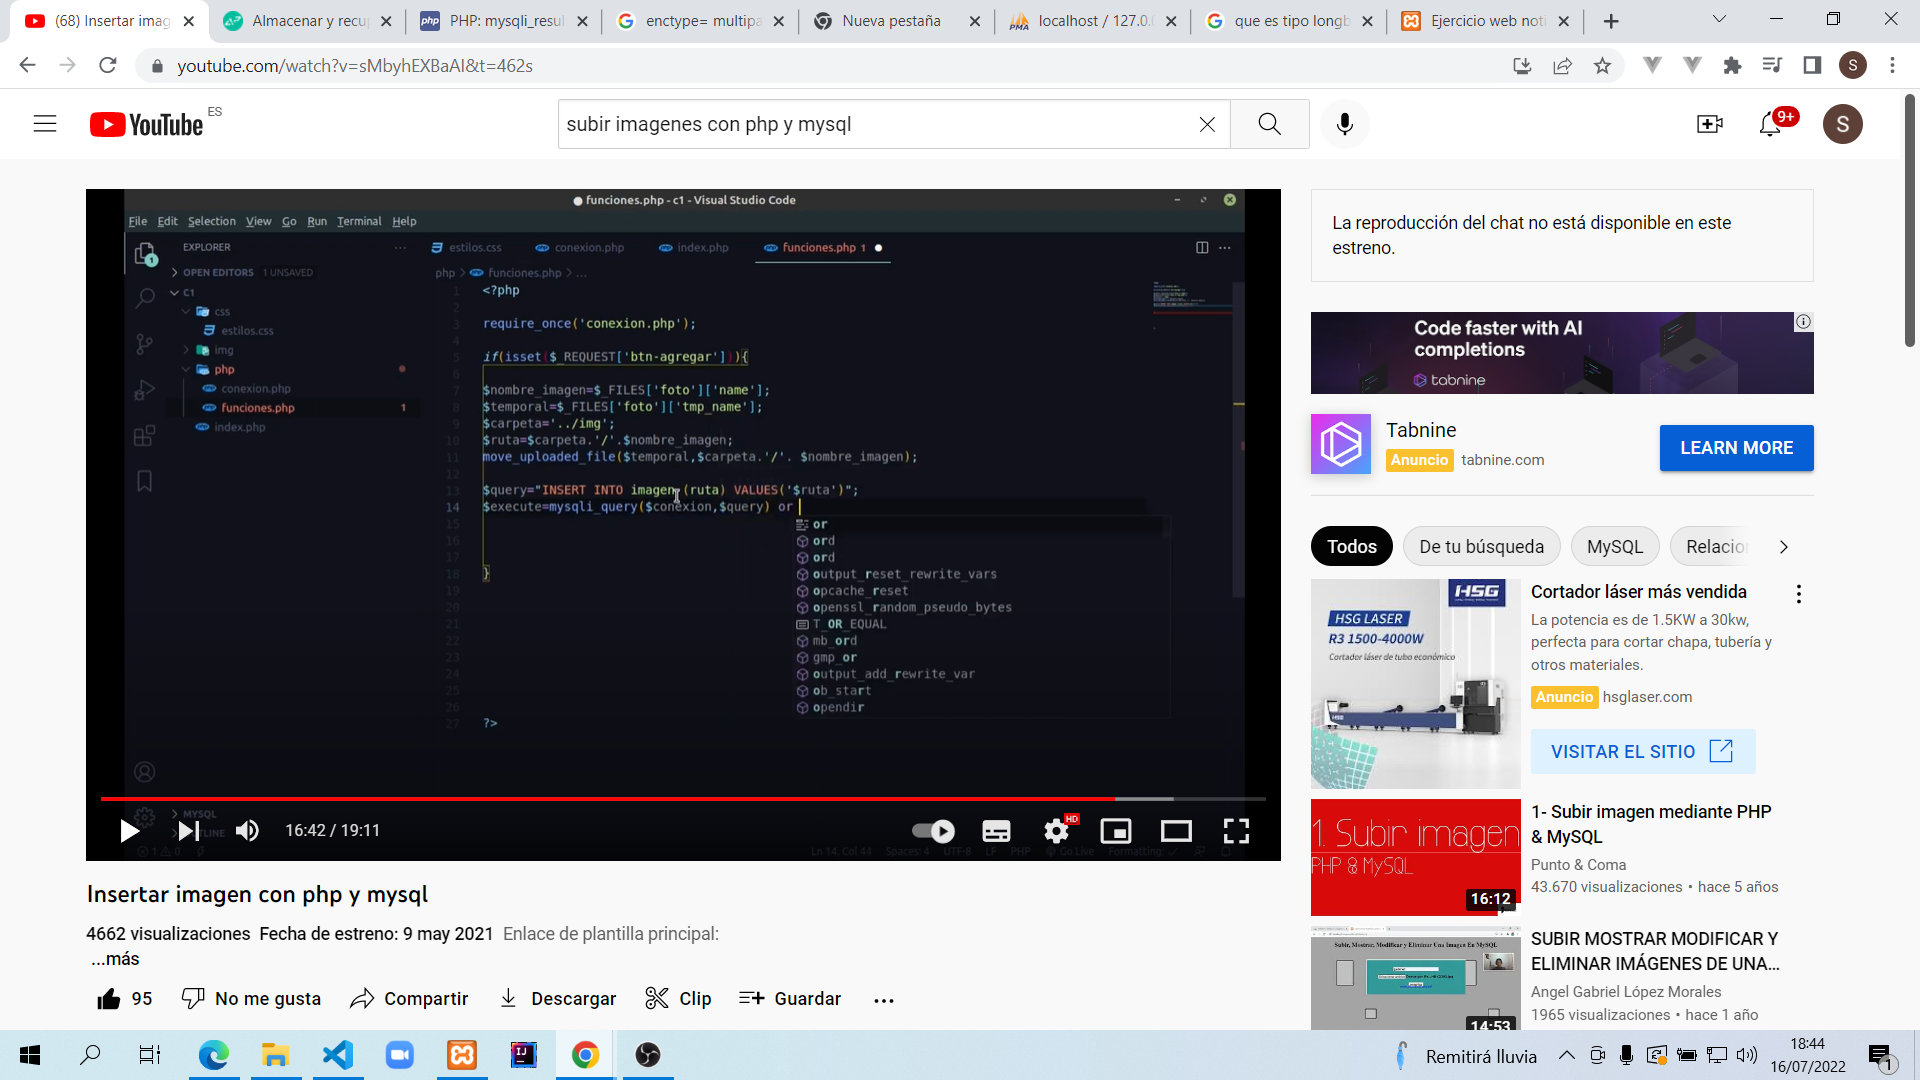 (68) Insertar imag
Almacenar y recup
PHP: mysqli_resul
enctype= multipa
Nueva pestaña
localhost / 127.0.0
que es tipo longb
Ejercicio web noti
youtube.com/watch?v=sMbyhEXBaAI&t=462s
S
YouTube ES
subir imagenes con php y mysql
9+
S
funciones.php - c1 - Visual Studio Code
File Edit Selection View Go Run Terminal Help
EXPLORER
estilos.css conexion.php index.php funciones.php 1
OPEN EDITORS 1 UNSAVED
php > funciones.php > ...
C1
css
estilos.css
img
php
conexion.php
funciones.php 1
index.php
1 <?php
2
3 require_once('conexion.php');
4
5 if(isset($_REQUEST['btn-agregar'])){
6
7 $nombre_imagen=$_FILES['foto']['name'];
8 $temporal=$_FILES['foto']['tmp_name'];
9 $carpeta='../img';
10 $ruta=$carpeta.'/'.$nombre_imagen;
11 move_uploaded_file($temporal,$carpeta.'/'. $nombre_imagen);
12
13 $query="INSERT INTO imagen (ruta) VALUES('$ruta')";
14 $execute=mysqli_query($conexion,$query) or
15
16
17
18 }
19
20
21
22
23
24
25
26
27 ?>
or
ord
ord
output_reset_rewrite_vars
opcache_reset
openssl_random_pseudo_bytes
T_OR_EQUAL
mb_ord
gmp_or
output_add_rewrite_var
ob_start
opendir
MYSQL
OUTLINE
Ln 14, Col 44 Spaces: 4 UTF-8 LF PHP Go Live Formatting:
16:42 / 19:11
HD
Insertar imagen con php y mysql
4662 visualizaciones Fecha de estreno: 9 may 2021 Enlace de plantilla principal:
...más
95 No me gusta Compartir Descargar Clip Guardar ...
La reproducción del chat no está disponible en este
estreno.
Code faster with AI
completions
tabnine
Tabnine
Anuncio tabnine.com
LEARN MORE
Todos De tu búsqueda MySQL Relacio
HSG
HSG LASER
R3 1500-4000W
Cortador láser de tubo económico
HSG
Cortador láser más vendida
La potencia es de 1.5KW a 30kw,
perfecta para cortar chapa, tubería y
otros materiales.
Anuncio hsglaser.com
VISITAR EL SITIO
1. Subir imagen
PHP & MySQL
16:12
1- Subir imagen mediante PHP
& MySQL
Punto & Coma
43.670 visualizaciones • hace 5 años
Subir, Mostrar, Modificar y Eliminar Una Imagen En MySQL
14:53
SUBIR MOSTRAR MODIFICAR Y
ELIMINAR IMÁGENES DE UNA...
Angel Gabriel López Morales
1965 visualizaciones • hace 1 año
Remitirá lluvia
18:44
16/07/2022
1